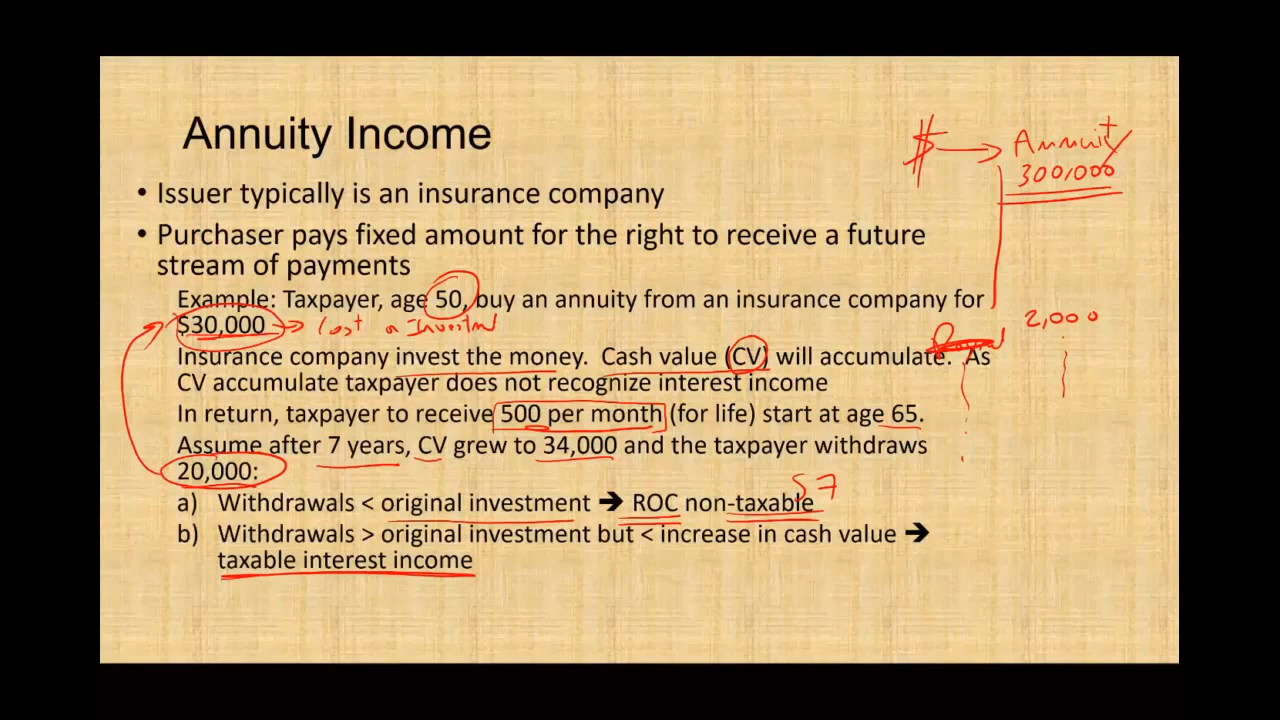 Annuity Income
$ → Annuity
300,000
• Issuer typically is an insurance company
• Purchaser pays fixed amount for the right to receive a future
stream of payments
Example: Taxpayer, age 50, buy an annuity from an insurance company for
$30,000 → Cost or Investment
2,000
Insurance company invest the money. Cash value (CV) will accumulate. As
CV accumulate taxpayer does not recognize interest income
In return, taxpayer to receive 500 per month (for life) start at age 65.
Assume after 7 years, CV grew to 34,000 and the taxpayer withdraws
20,000:
57
a) Withdrawals < original investment ➔ ROC non-taxable
b) Withdrawals > original investment but < increase in cash value ➔
taxable interest income